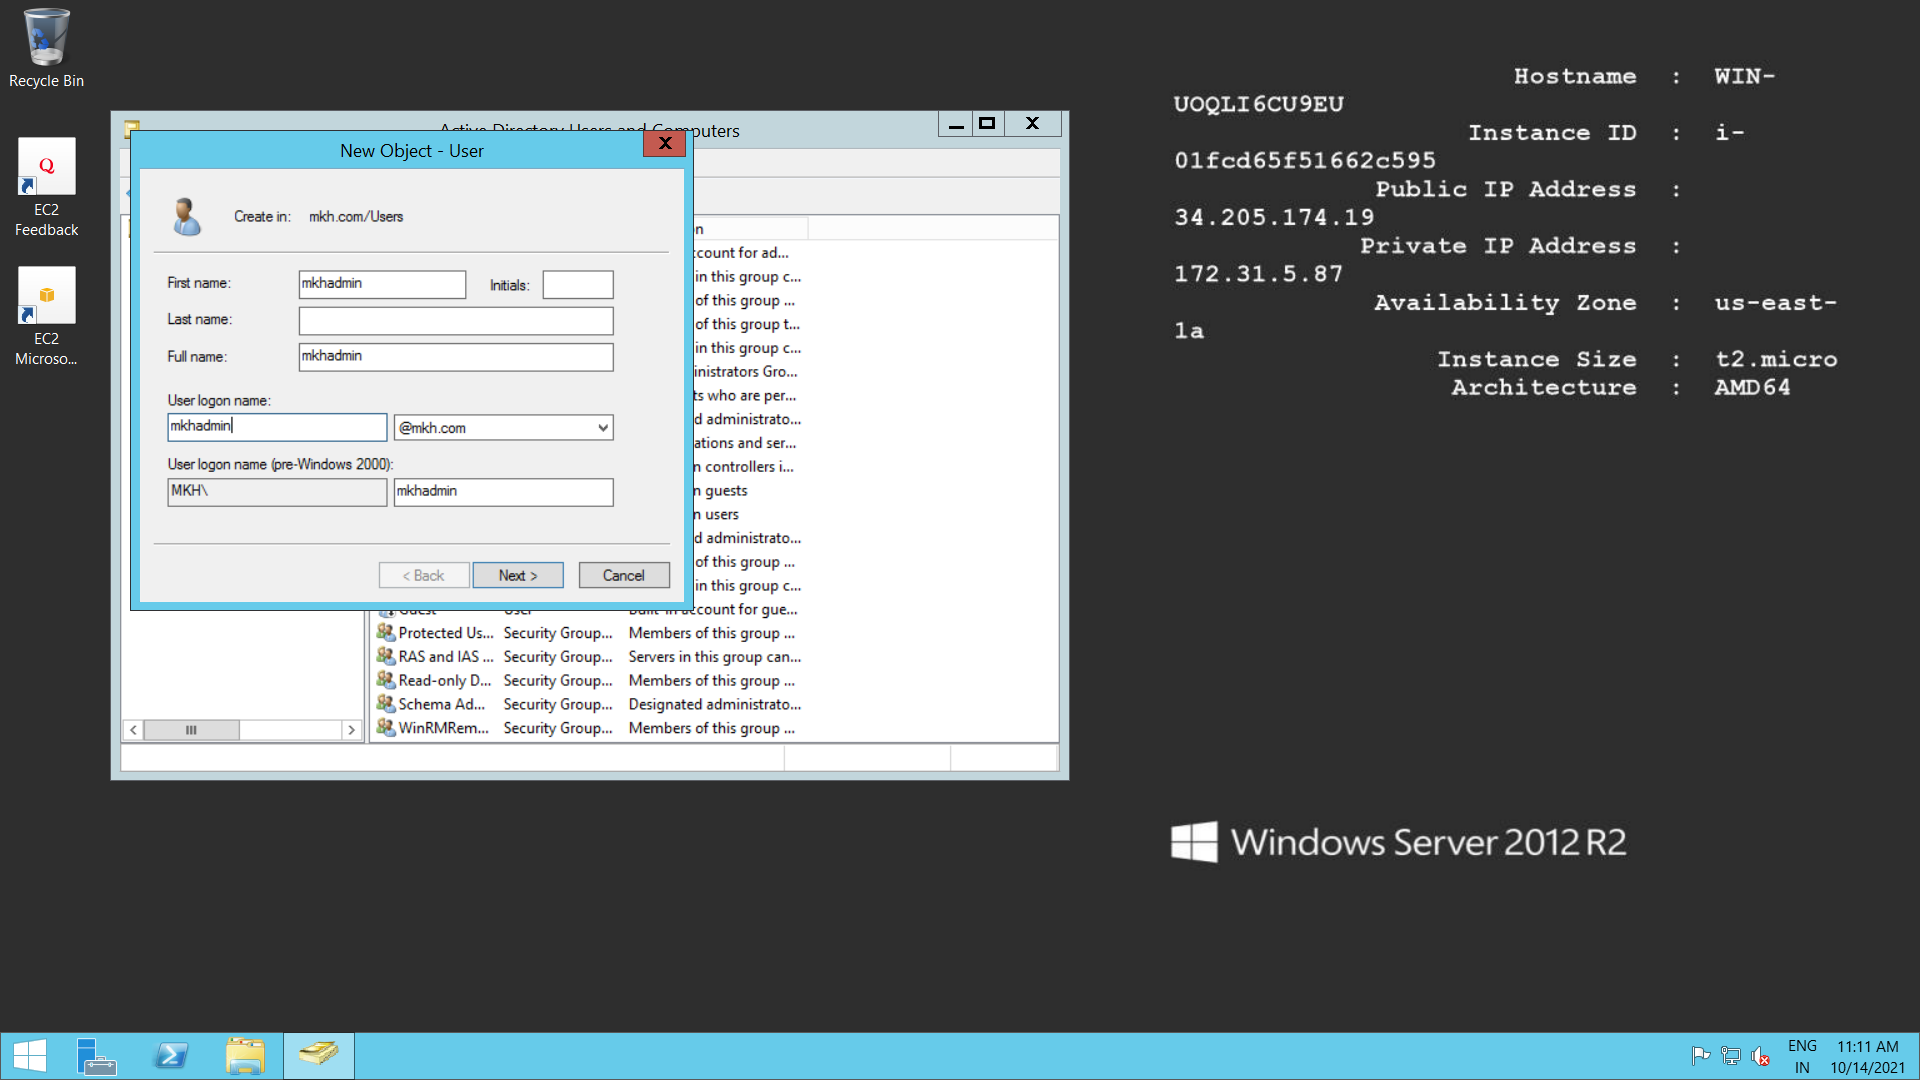 Recycle Bin
EC2
Feedback
EC2
Microso...
Active Directory Users and Computers
New Object - User
Create in: mkh.com/Users
First name: mkhadmin Initials:
Last name:
Full name: mkhadmin
User logon name:
mkhadmin @mkh.com
User logon name (pre-Windows 2000):
MKH\ mkhadmin
< Back Next > Cancel
count for ad...
in this group c...
of this group ...
of this group t...
in this group c...
inistrators Gro...
ts who are per...
d administrato...
ations and ser...
n controllers i...
n guests
n users
d administrato...
of this group ...
in this group c...
Guest User Built-in account for gue...
Protected Us... Security Group... Members of this group ...
RAS and IAS ... Security Group... Servers in this group can...
Read-only D... Security Group... Members of this group ...
Schema Ad... Security Group... Designated administrato...
WinRMRem... Security Group... Members of this group ...
Hostname : WIN-
UOQLI6CU9EU
Instance ID : i-
01fcd65f51662c595
Public IP Address :
34.205.174.19
Private IP Address :
172.31.5.87
Availability Zone : us-east-
1a
Instance Size : t2.micro
Architecture : AMD64
Windows Server 2012 R2
ENG
IN
11:11 AM
10/14/2021